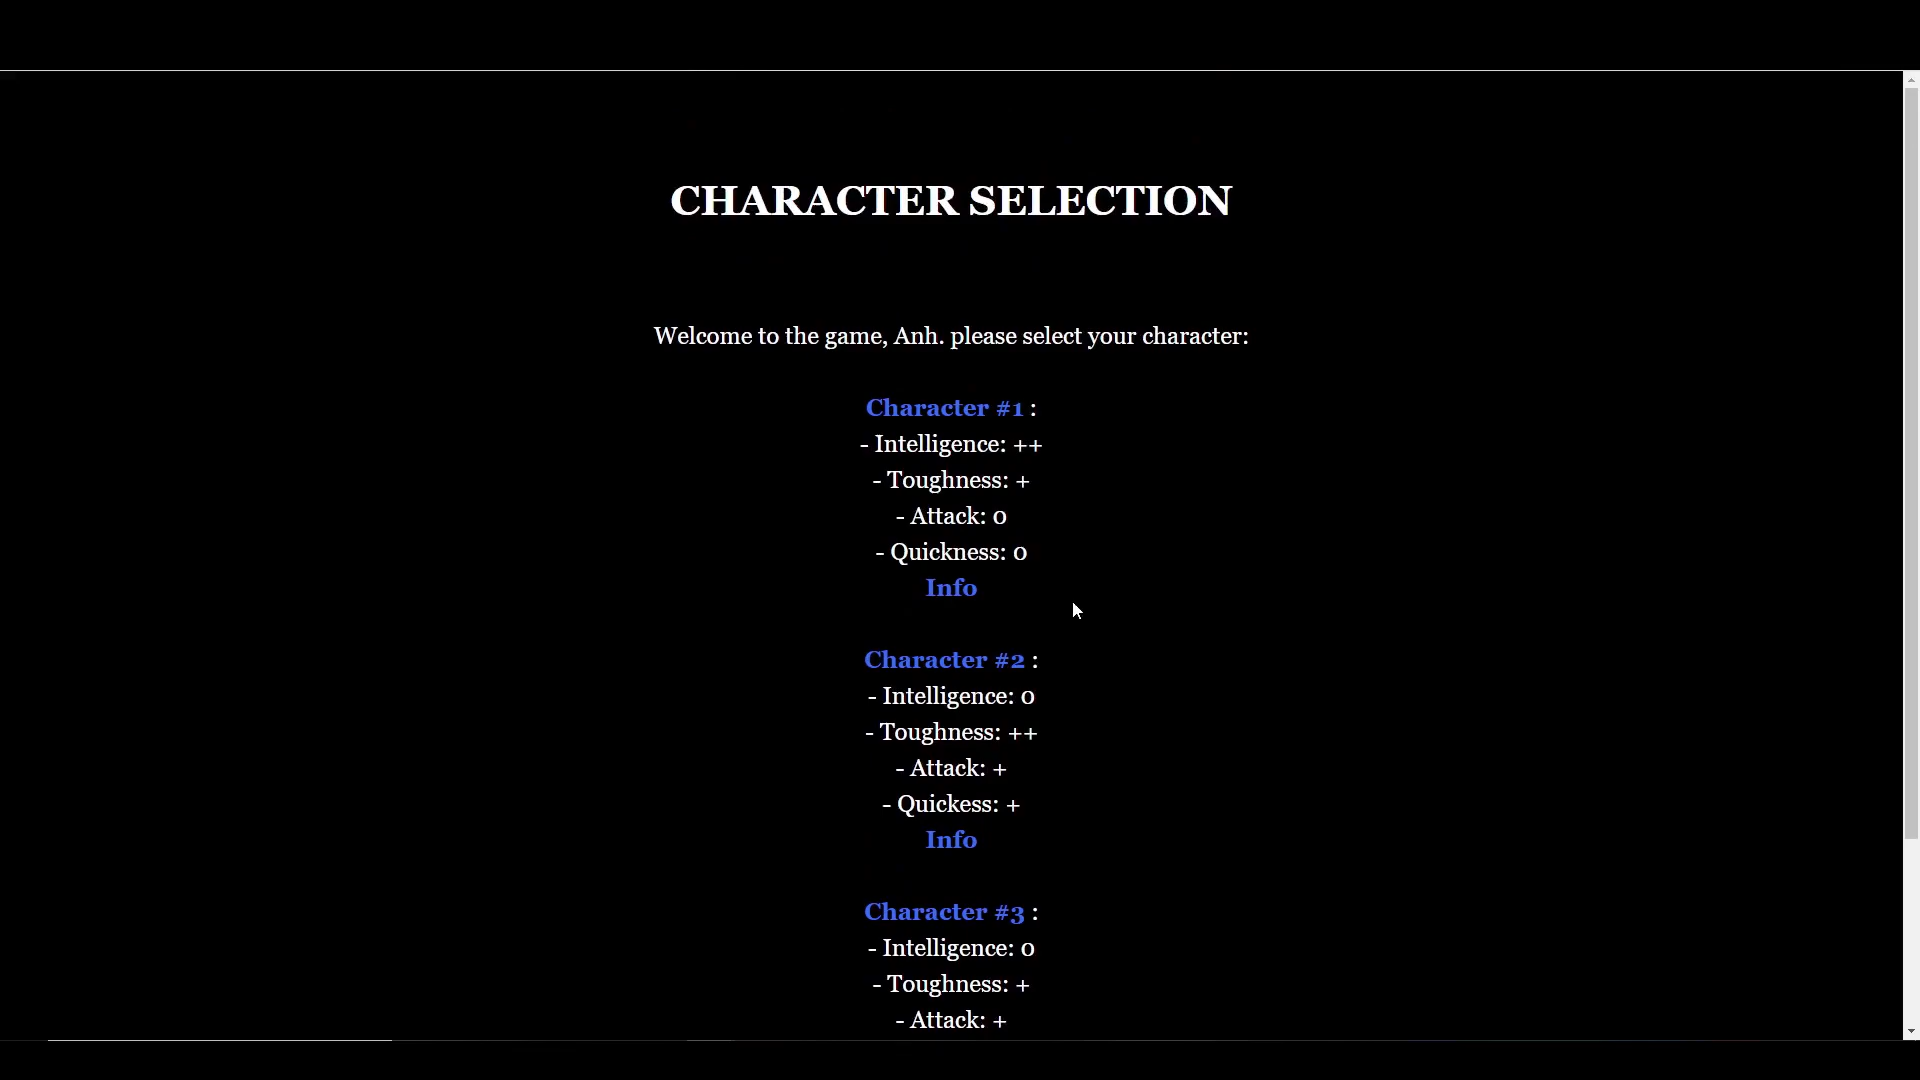 CHARACTER SELECTION
Welcome to the game, Anh. please select your character:
Character #1 :
- Intelligence: ++
- Toughness: +
- Attack: 0
- Quickness: 0
Info
Character #2 :
- Intelligence: 0
- Toughness: ++
- Attack: +
- Quickess: +
Info
Character #3 :
- Intelligence: 0
- Toughness: +
- Attack: +